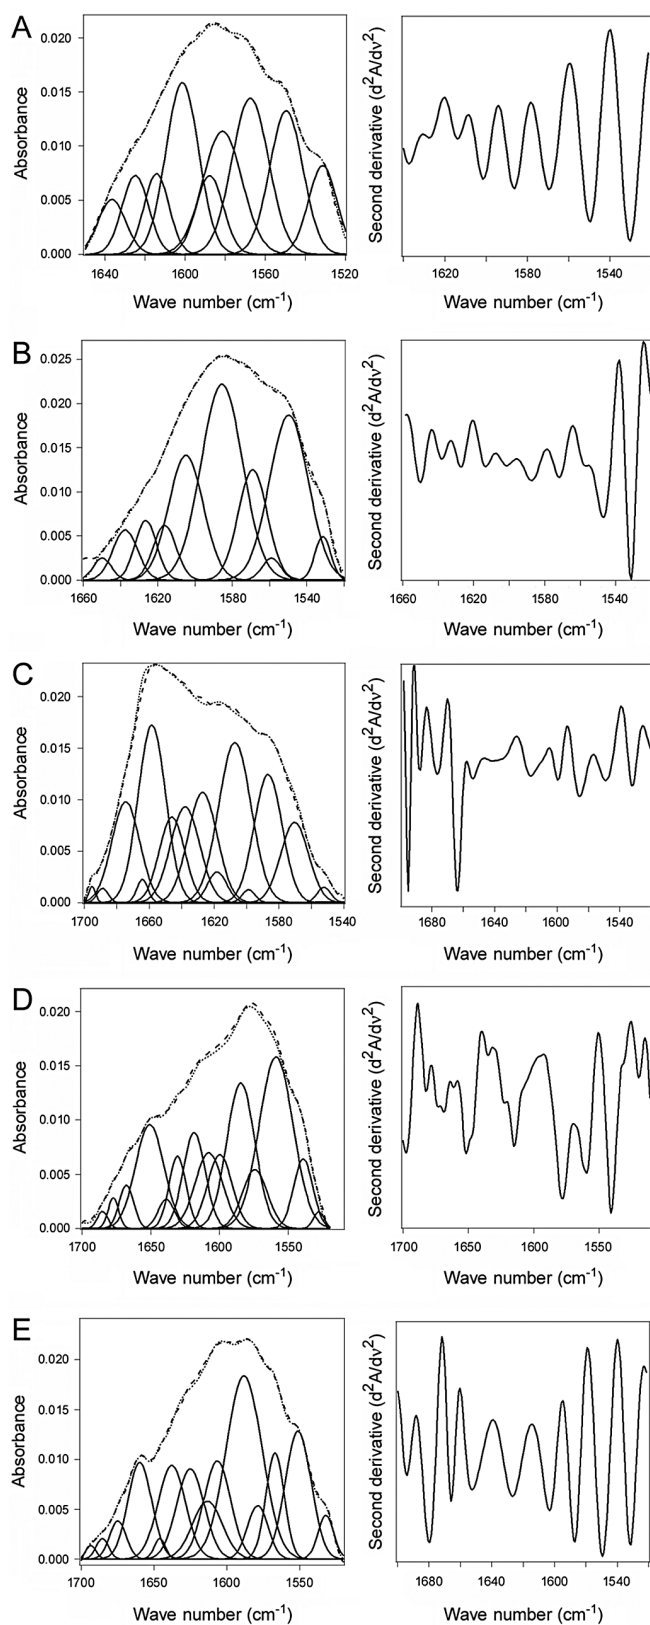 A
Absorbance
0.020
0.015
0.010
0.005
0.000
1640 1600 1560 1520
Wave number (cm-1)
Second derivative (d2A/dv2)
1620 1580 1540
Wave number (cm-1)
B
Absorbance
0.025
0.020
0.015
0.010
0.005
0.000
1660 1620 1580 1540
Wave number (cm-1)
Second derivative (d2A/dv2)
1660 1620 1580 1540
Wave number (cm-1)
C
Absorbance
0.020
0.015
0.010
0.005
0.000
1700 1660 1620 1580 1540
Wave number (cm-1)
Second derivative (d2A/dv2)
1680 1640 1600 1560
Wave number (cm-1)
D
Absorbance
0.020
0.015
0.010
0.005
0.000
1700 1650 1600 1550
Wave number (cm-1)
Second derivative (d2A/dv2)
1700 1650 1600 1550
Wave number (cm-1)
E
Absorbance
0.020
0.015
0.010
0.005
0.000
1700 1650 1600 1550
Wave number (cm-1)
Second derivative (d2A/dv2)
1680 1640 1600 1540
Wave number (cm-1)